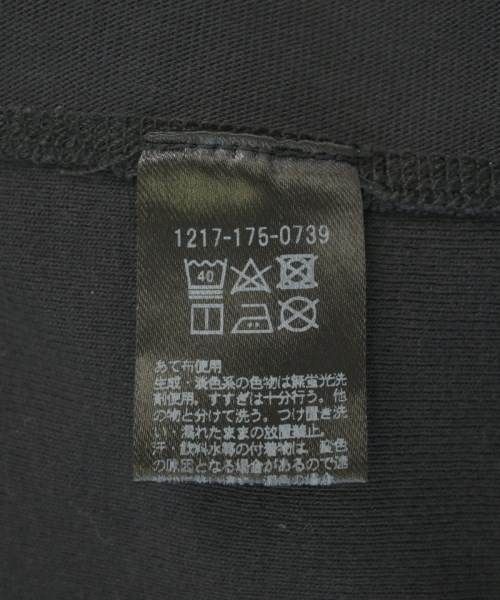 1217-175-0739
40
あて布使用
生成・淡色系の色物は無蛍光洗
剤使用。すすぎは十分行う。他
の物と分けて洗う。つけ置き洗
い・濡れたままの放置離れ
汗・飲料水等の付着物は、変色
の原因となる場合があるので速